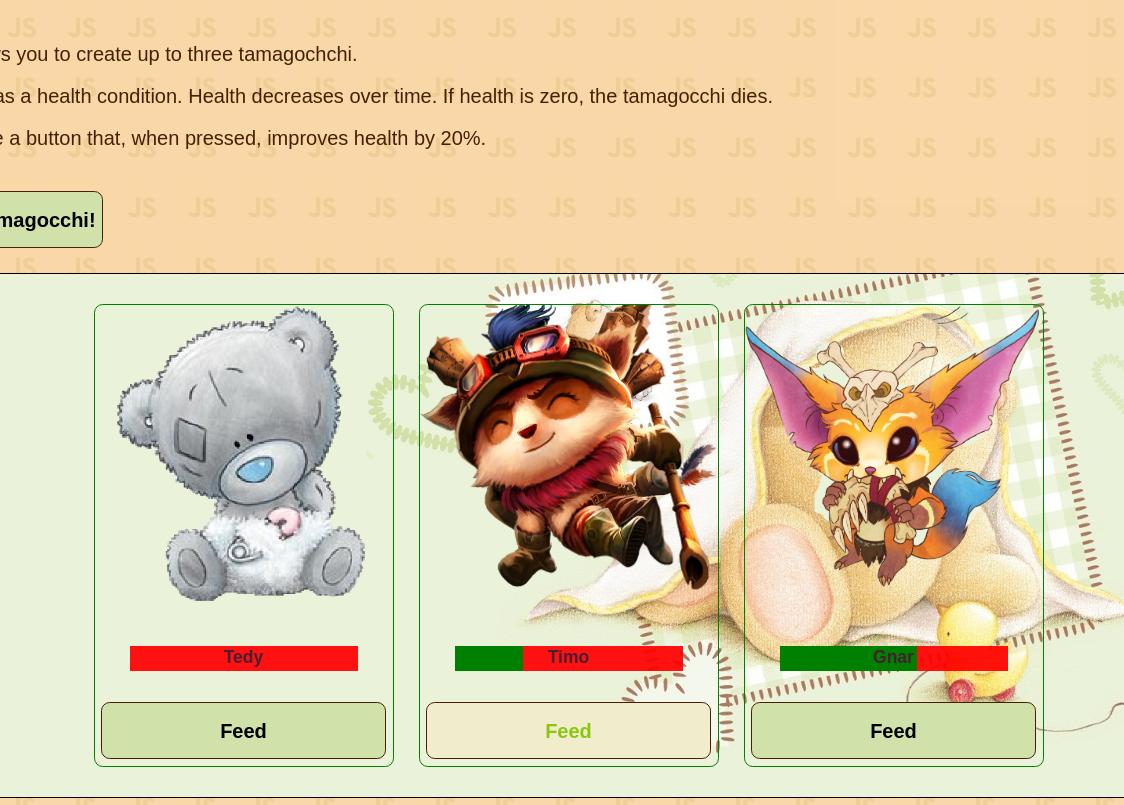 s you to create up to three tamagochchi.
as a health condition. Health decreases over time. If health is zero, the tamagocchi dies.
e a button that, when pressed, improves health by 20%.
magocchi!
Tedy
Timo
Gnar
Feed
Feed
Feed